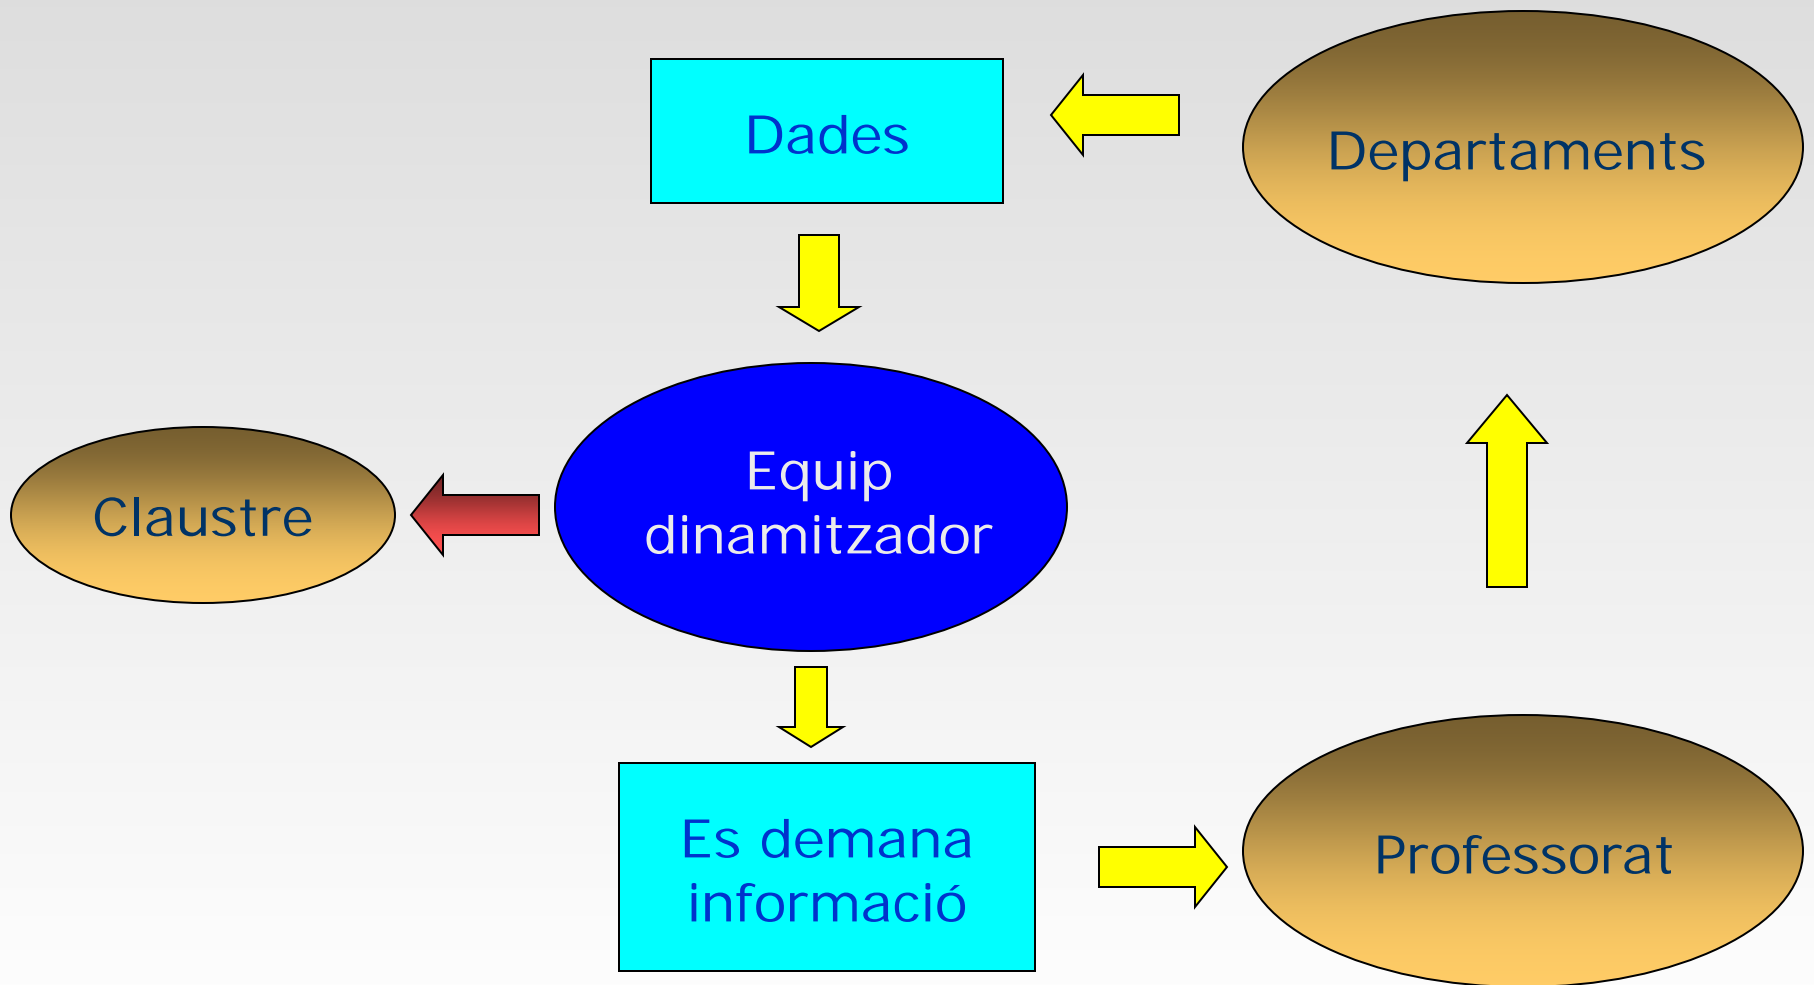 Dades
Departaments
Equip
dinamitzador
Claustre
Es demana
informació
Professorat